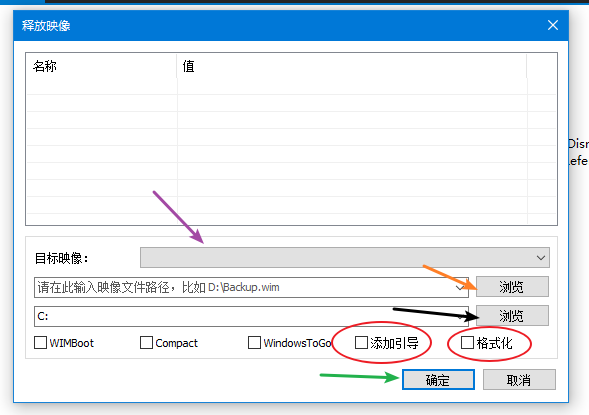 释放映像
名称 值
Disn
efe
目标映像：
请在此输入映像文件路径，比如 D:\Backup.wim 浏览
C: 浏览
WIMBoot Compact WindowsToGo 添加引导 格式化
确定 取消